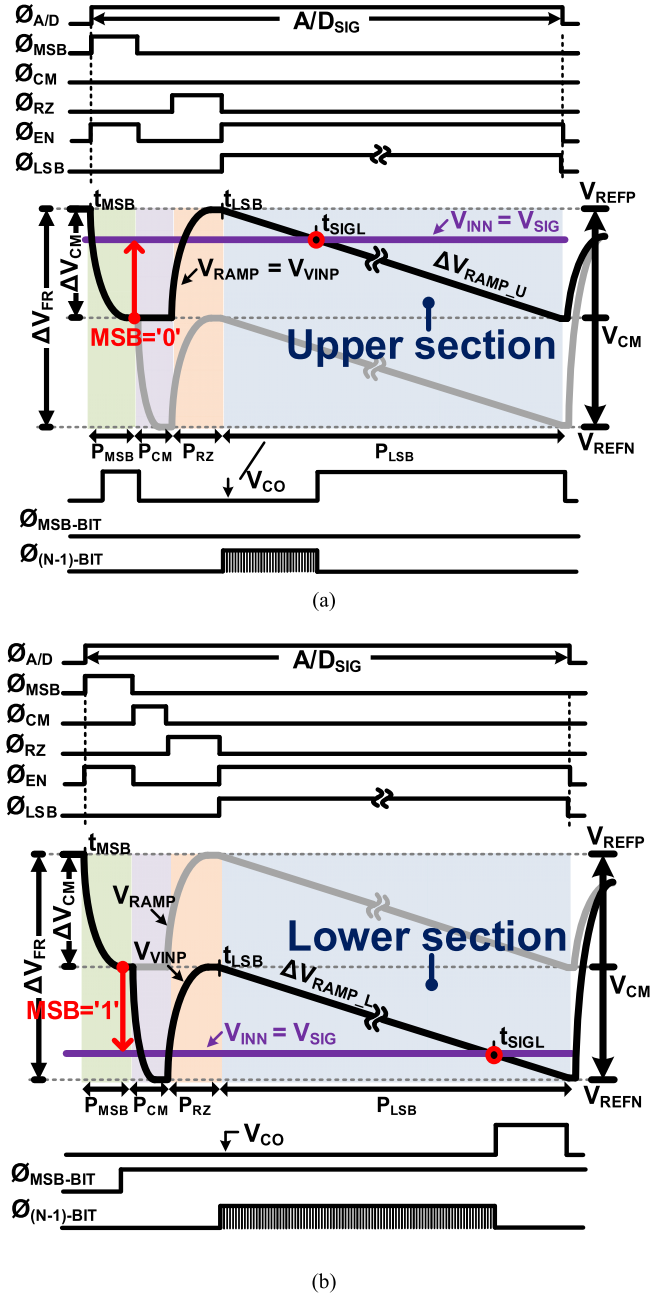 ØA/D
A/DSIG
ØMSB
ØCM
ØRZ
ØEN
ØLSB
tMSB
tLSB
VREFP
tSIGL
VINN = VSIG
ΔVCM
ΔVFR
VRAMP = VVINP
ΔVRAMP_U
MSB='0'
Upper section
VCM
VREFN
PMSB
PCM
PRZ
PLSB
VCO
ØMSB-BIT
Ø(N-1)-BIT
(a)
ØA/D
A/DSIG
ØMSB
ØCM
ØRZ
ØEN
ØLSB
tMSB
VREFP
ΔVCM
ΔVFR
VRAMP
VVINP
tLSB
Lower section
ΔVRAMP_L
VCM
MSB='1'
VINN = VSIG
tSIGL
VREFN
PMSB
PCM
PRZ
PLSB
VCO
ØMSB-BIT
Ø(N-1)-BIT
(b)